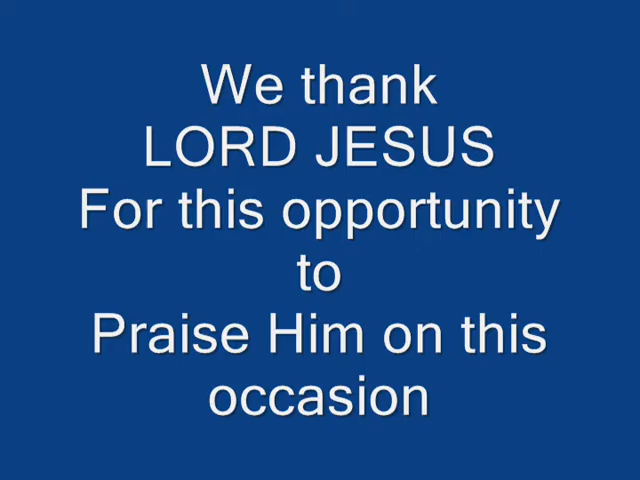 We thank
LORD JESUS
For this opportunity
to
Praise Him on this
occasion